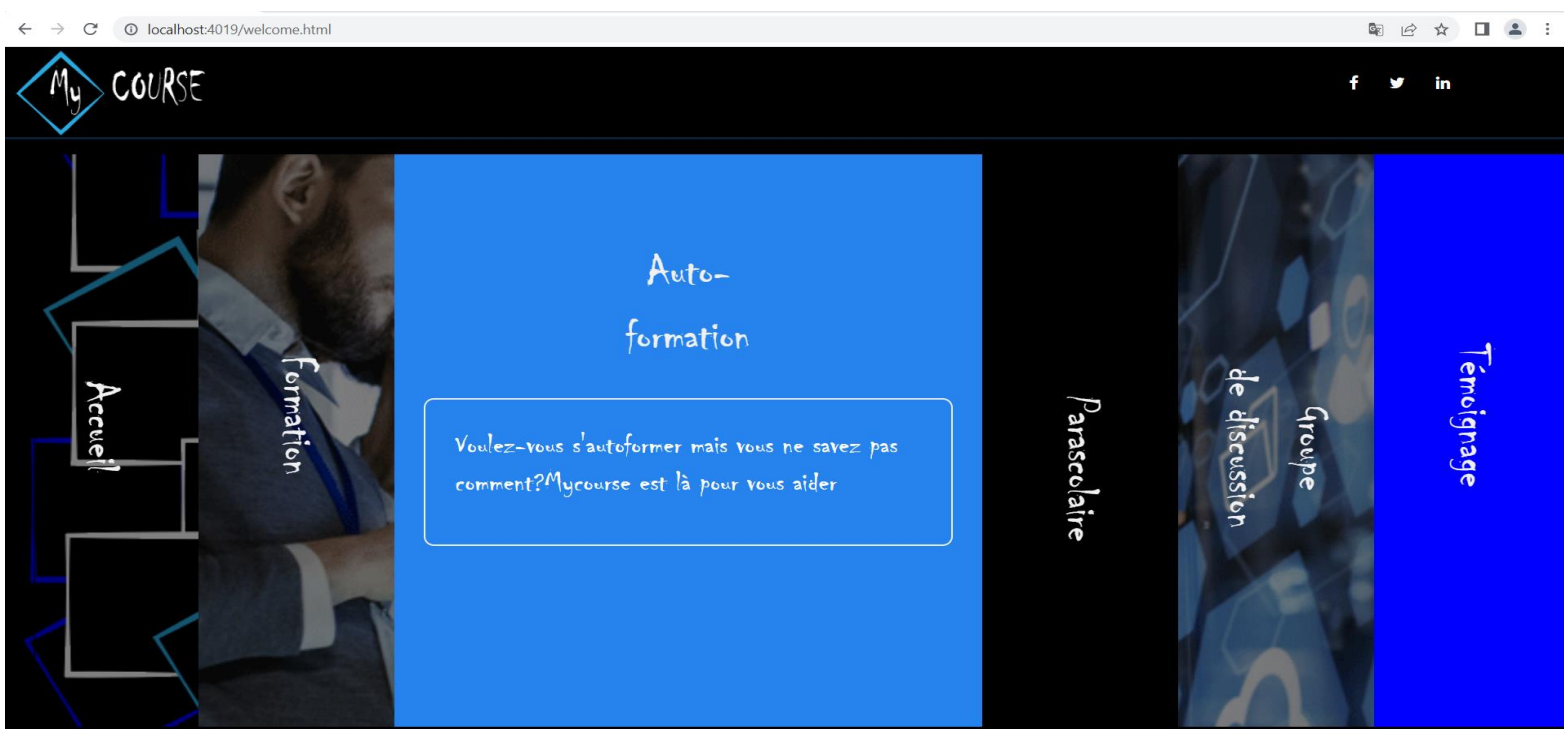 localhost:4019/welcome.html
My COURSE
Accueil
Formation
Auto-
formation
Voulez-vous s'autoformer mais vous ne savez pas
comment?Mycourse est là pour vous aider
Parascolaire
Groupe
de discussion
Témoignage